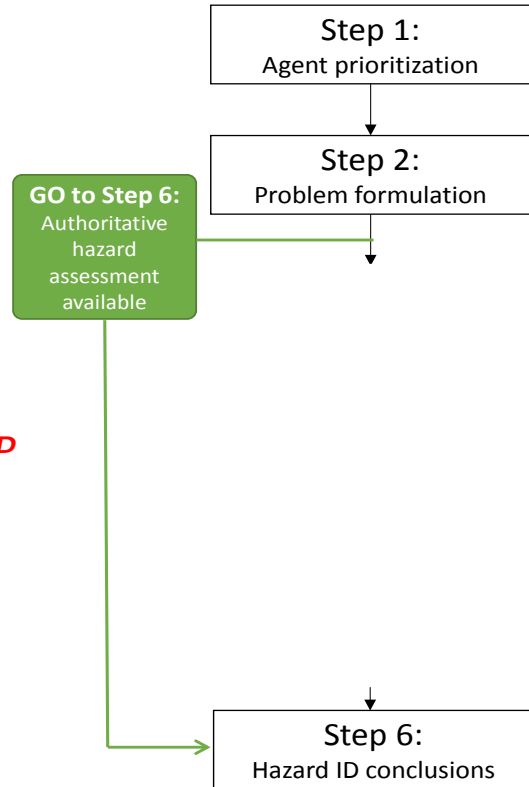 Step 1:
Agent prioritization
Step 2:
Problem formulation
GO to Step 6:
Authoritative
hazard
assessment
available
D
Step 6:
Hazard ID conclusions